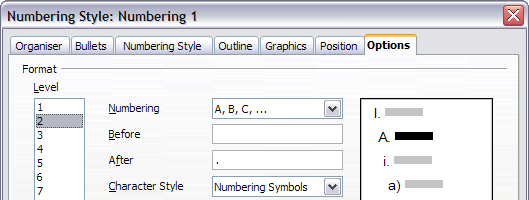 Numbering Style: Numbering 1
Organiser Bullets Numbering Style Outline Graphics Position Options
Format
Level
1
2
3
4
5
6
7
Numbering A, B, C, ...
Before
After .
Character Style Numbering Symbols
I.
A.
i.
a)